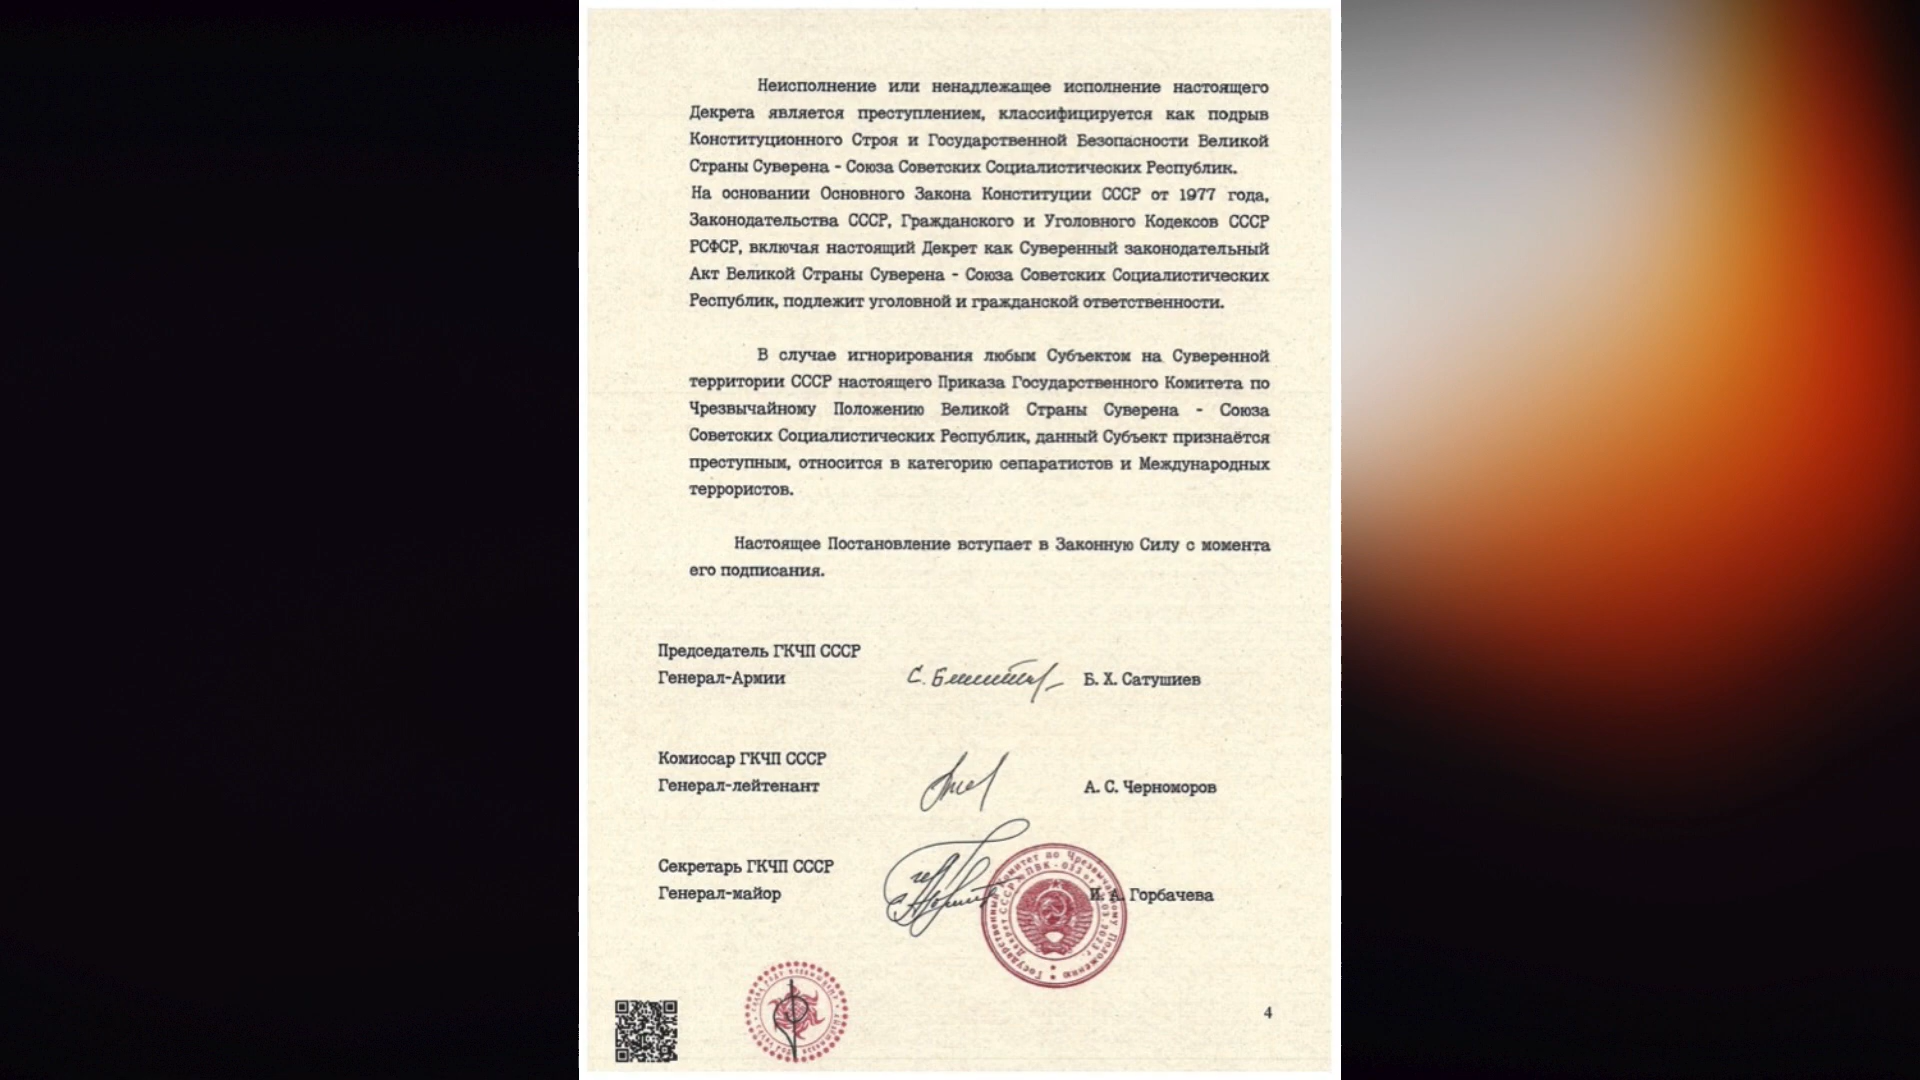 Неисполнение или ненадлежащее исполнение настоящего
Декрета является преступлением, классифицируется как подрыв
Конституционного Строя и Государственной Безопасности Великой
Страны Суверена - Союза Советских Социалистических Республик.
На основании Основного Закона Конституции СССР от 1977 года,
Законодательства СССР, Гражданского и Уголовного Кодексов СССР
РСФСР, включая настоящий Декрет как Суверенный законодательный
Акт Великой Страны Суверена - Союза Советских Социалистических
Республик, подлежит уголовной и гражданской ответственности.
В случае игнорирования любым Субъектом на Суверенной
территории СССР настоящего Приказа Государственного Комитета по
Чрезвычайному Положению Великой Страны Суверена - Союза
Советских Социалистических Республик, данный Субъект признаётся
преступным, относится в категорию сепаратистов и Международных
террористов.
Настоящее Постановление вступает в Законную Силу с момента
его подписания.
Председатель ГКЧП СССР
Генерал-Армии Б. Х. Сатушиев
Комиссар ГКЧП СССР
Генерал-лейтенант А. С. Черноморов
Секретарь ГКЧП СССР
Генерал-майор И. А. Горбачева
Государственный Комитет по Чрезвычайному Положению
4